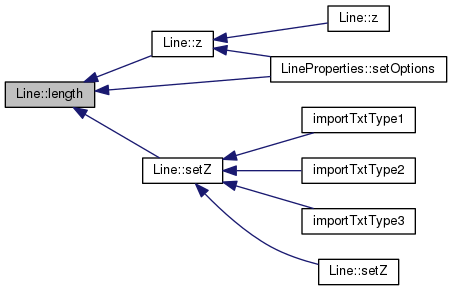 Line::z
Line::z
LineProperties::setOptions
Line::length
importTxtType1
Line::setZ
importTxtType2
importTxtType3
Line::setZ